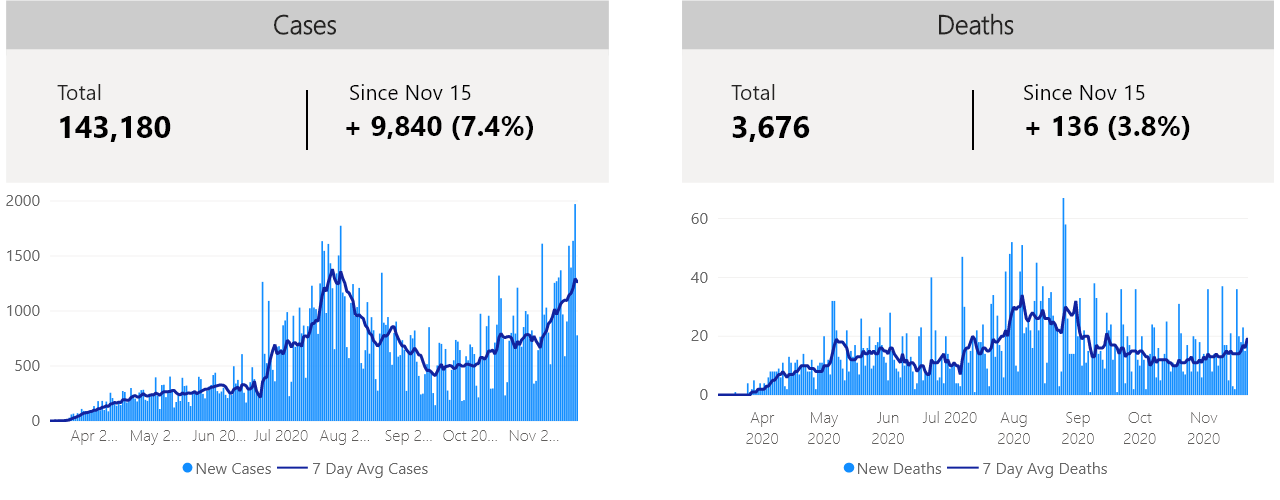 Cases
Total
143,180
Since Nov 15
+ 9,840 (7.4%)
2000
1500
1000
500
0
Apr 2... May 2... Jun 20... Jul 2020 Aug 2... Sep 2... Oct 20... Nov 2...
New Cases 7 Day Avg Cases
Deaths
Total
3,676
Since Nov 15
+ 136 (3.8%)
60
40
20
0
Apr 2020
May 2020
Jun 2020
Jul 2020
Aug 2020
Sep 2020
Oct 2020
Nov 2020
New Deaths 7 Day Avg Deaths